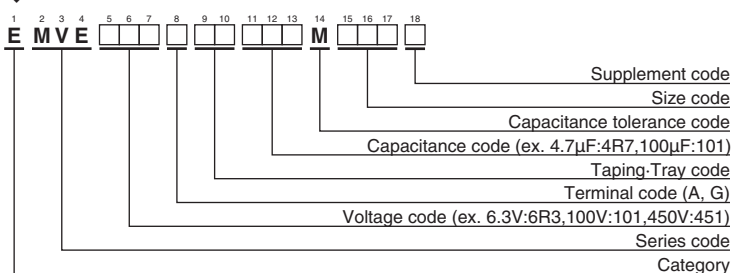 1 2 3 4 5 6 7 8 9 10 11 12 13 14 15 16 17 18
E M V E M
Supplement code
Size code
Capacitance tolerance code
Capacitance code (ex. 4.7μF:4R7,100μF:101)
Taping·Tray code
Terminal code (A, G)
Voltage code (ex. 6.3V:6R3,100V:101,450V:451)
Series code
Category